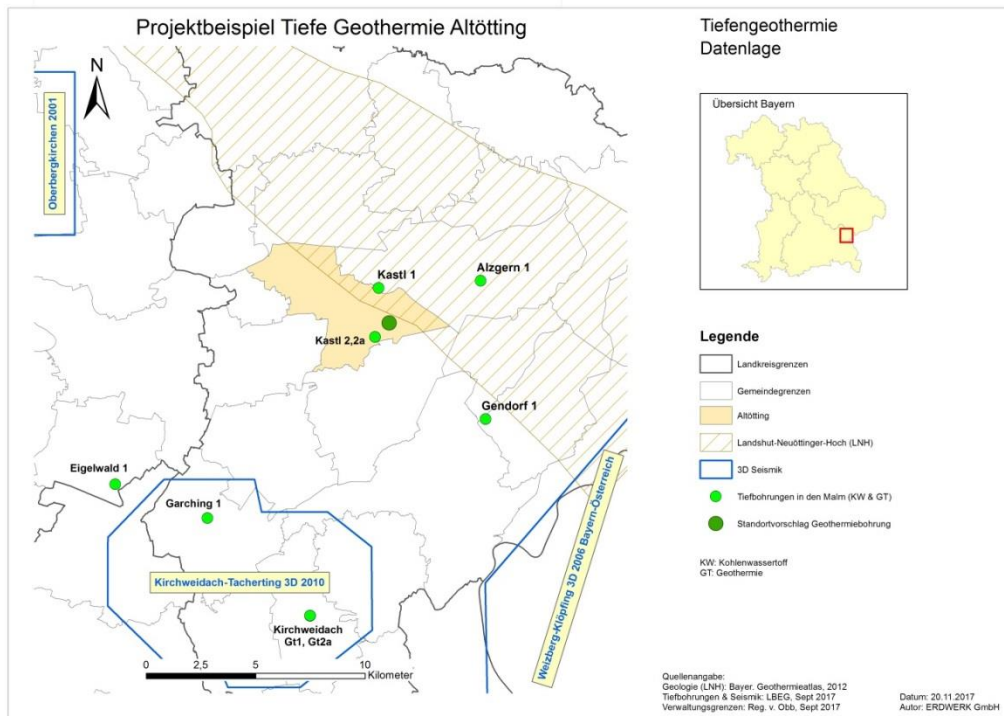 Projektbeispiel Tiefe Geothermie Altötting
N
Oberbergkirchen 2001
Kastl 1
Alzgern 1
Kastl 2,2a
Gendorf 1
Eigelwald 1
Garching 1
Kirchweidach-Tacherting 3D 2010
Kirchweidach
Gt1, Gt2a
Weizberg-Klöpfing 3D 2006 Bayern-Österreich
0 2,5 5 10
Kilometer
Tiefengeothermie
Datenlage
Übersicht Bayern
Legende
Landkreisgrenzen
Gemeindegrenzen
Altötting
Landshut-Neuöttinger-Hoch (LNH)
3D Seismik
Tiefbohrungen in den Malm (KW & GT)
Standortvorschlag Geothermiebohrung
KW: Kohlenwasserstoff
GT: Geothermie
Quellenangabe:
Geologie (LNH): Bayer. Geothermieatlas, 2012
Tiefbohrungen & Seismik: LBEG, Sept 2017
Verwaltungsgrenzen: Reg. v. Obb, Sept 2017
Datum: 20.11.2017
Autor: ERDWERK GmbH